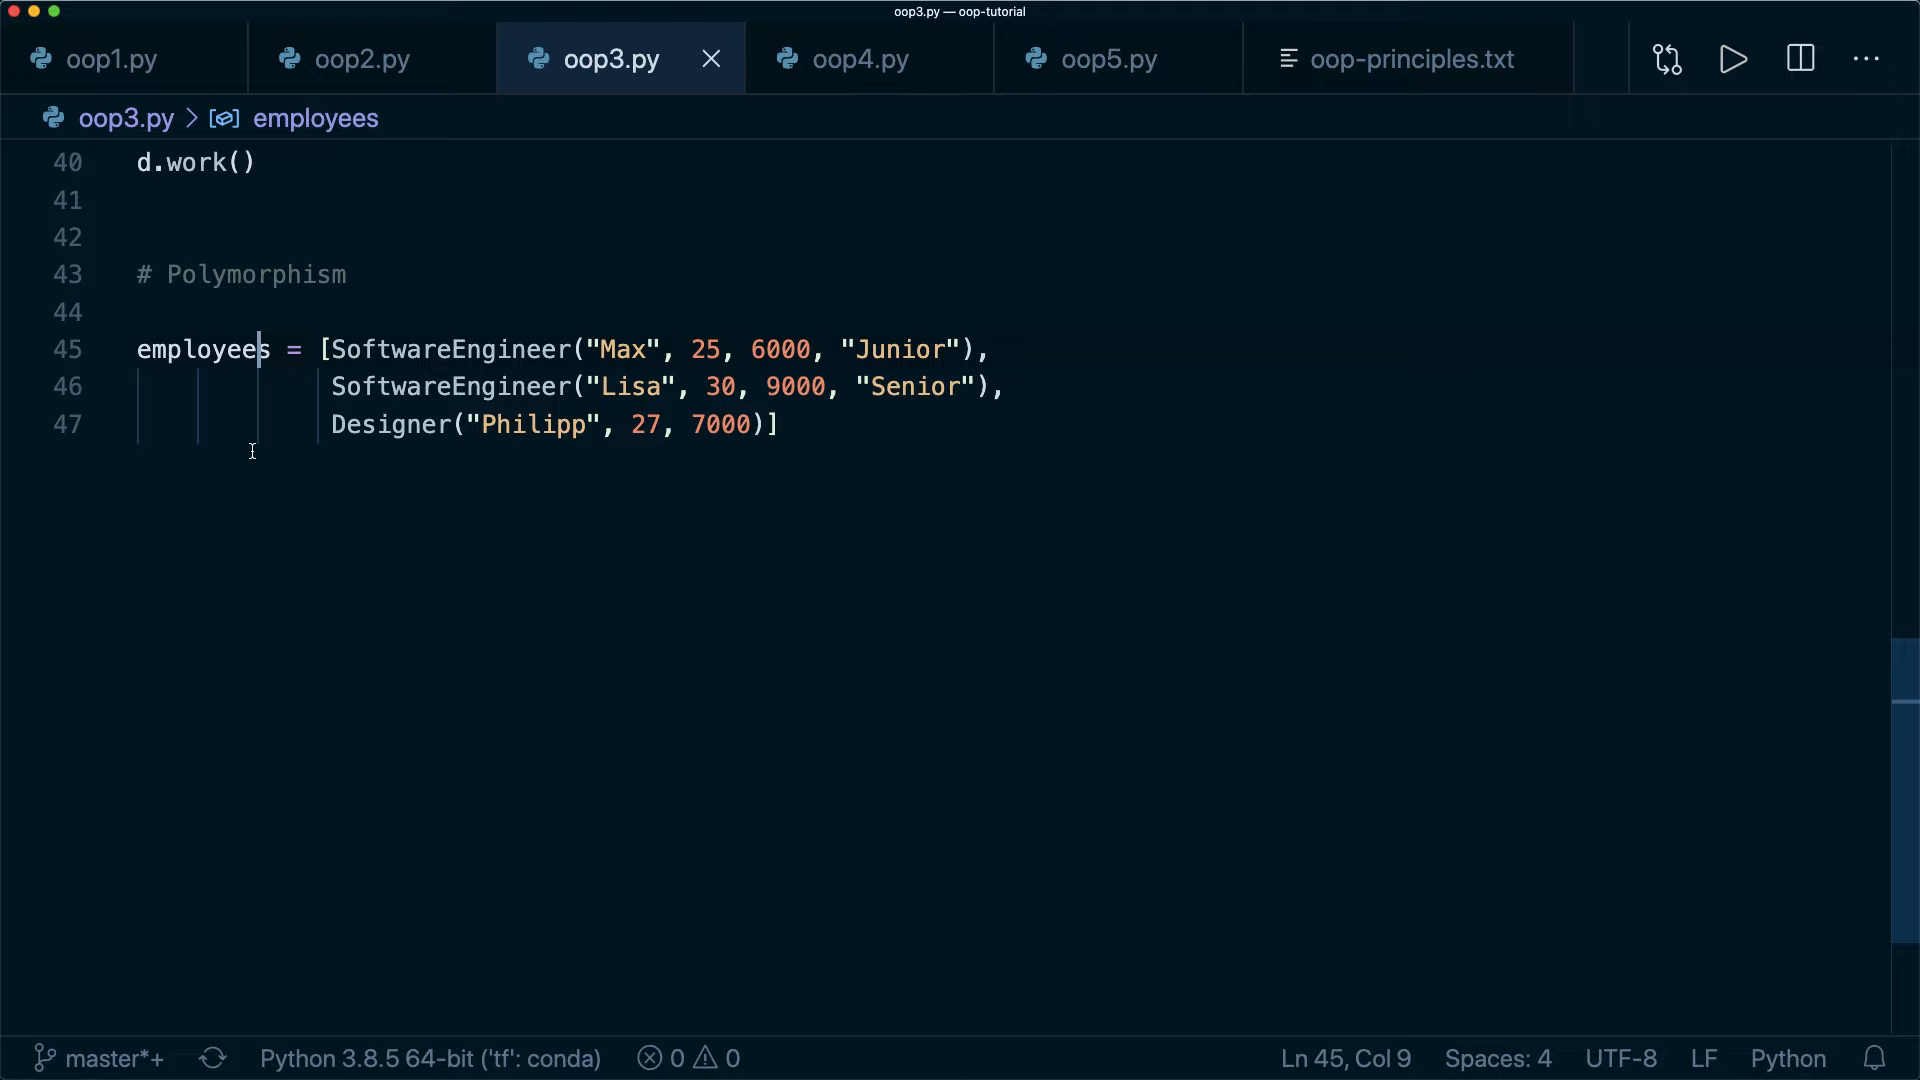 oop3.py — oop-tutorial
oop1.py oop2.py oop3.py oop4.py oop5.py oop-principles.txt
oop3.py > employees
40 d.work()
41
42
43 # Polymorphism
44
45 employees = [SoftwareEngineer("Max", 25, 6000, "Junior"),
46 SoftwareEngineer("Lisa", 30, 9000, "Senior"),
47 Designer("Philipp", 27, 7000)]
master*+ Python 3.8.5 64-bit ('tf': conda) 0 0 Ln 45, Col 9 Spaces: 4 UTF-8 LF Python